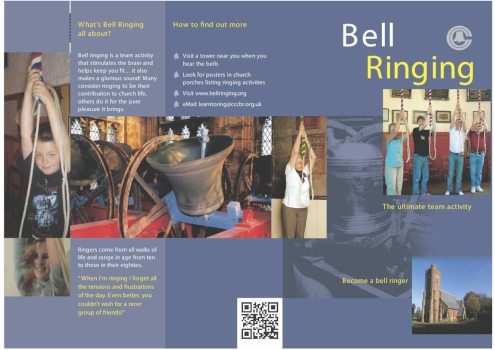 What's Bell Ringing
all about?
Bell ringing is a team activity
that stimulates the brain and
helps keep you fit... it also
makes a glorious sound! Many
consider ringing to be their
contribution to church life,
others do it for the pure
pleasure it brings.
Ringers come from all walks of
life and range in age from ten
to those in their eighties.
"When I'm ringing I forget all
the tensions and frustrations
of the day. Even better, you
couldn't wish for a nicer
group of friends!"
How to find out more
Visit a tower near you when you
hear the bells
Look for posters in church
porches listing ringing activities
Visit www.bellringing.org
eMail: learntoring@cccbr.org.uk
Bell
Ringing
The ultimate team activity
Become a bell ringer